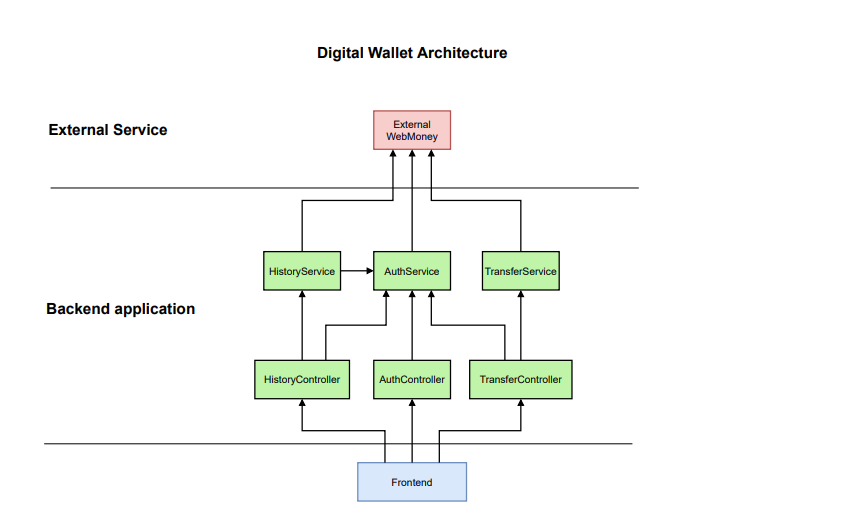 Digital Wallet Architecture
External Service
External
WebMoney
HistoryService
AuthService
TransferService
Backend application
HistoryController
AuthController
TransferController
Frontend